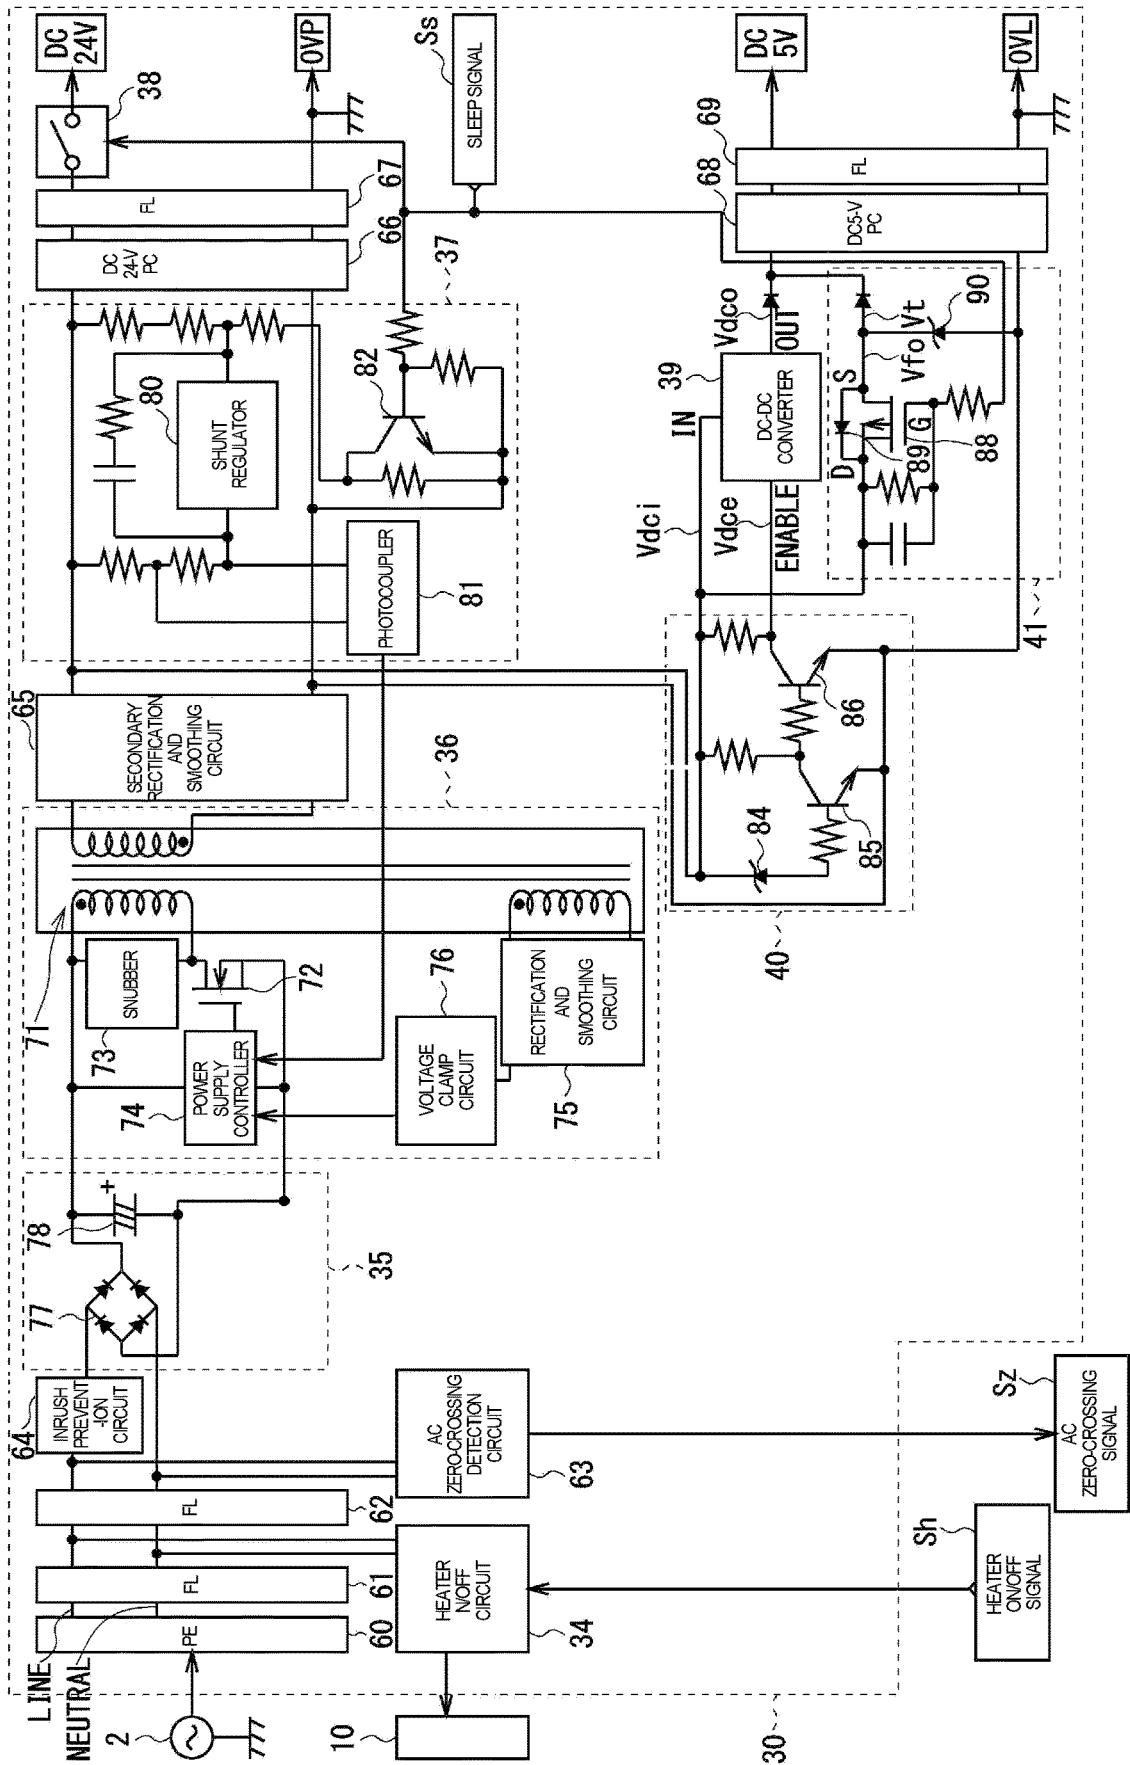 LINE
NEUTRAL
2
PE
60
FL
61
FL
62
INRUSH
PREVENT
-ION
CIRCUIT
64
10
HEATER
N/OFF
CIRCUIT
34
AC
ZERO-CROSSING
DETECTION
CIRCUIT
63
HEATER
ON/OFF
SIGNAL
Sh
AC
ZERO-CROSSING
SIGNAL
Sz
30
77
78
+
35
71
SNUBBER
73
72
POWER
SUPPLY
CONTROLLER
74
VOLTAGE
CLAMP
CIRCUIT
76
RECTIFICATION
AND
SMOOTHING
CIRCUIT
75
36
SECONDARY
RECTIFICATION
AND
SMOOTHING
CIRCUIT
65
SHUNT
REGULATOR
80
PHOTOCOUPLER
81
82
37
DC
24-V
PC
66
FL
67
38
DC
24V
0VP
SLEEP SIGNAL
Ss
84
85
86
40
Vdci
Vdce
ENABLE
IN
DC-DC
CONVERTER
39
OUT
Vdco
D
S
G
89
88
Vfo
Vt
90
41
DC5-V
PC
68
FL
69
DC
5V
0VL